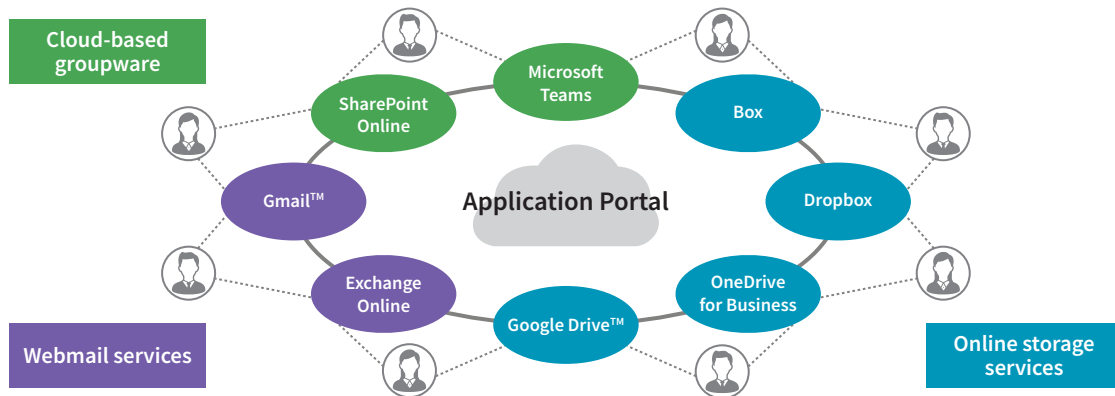 Cloud-based
groupware
Microsoft
Teams
SharePoint
Online
Box
Gmail™
Application Portal
Dropbox
Exchange
Online
OneDrive
for Business
Google Drive™
Webmail services
Online storage
services